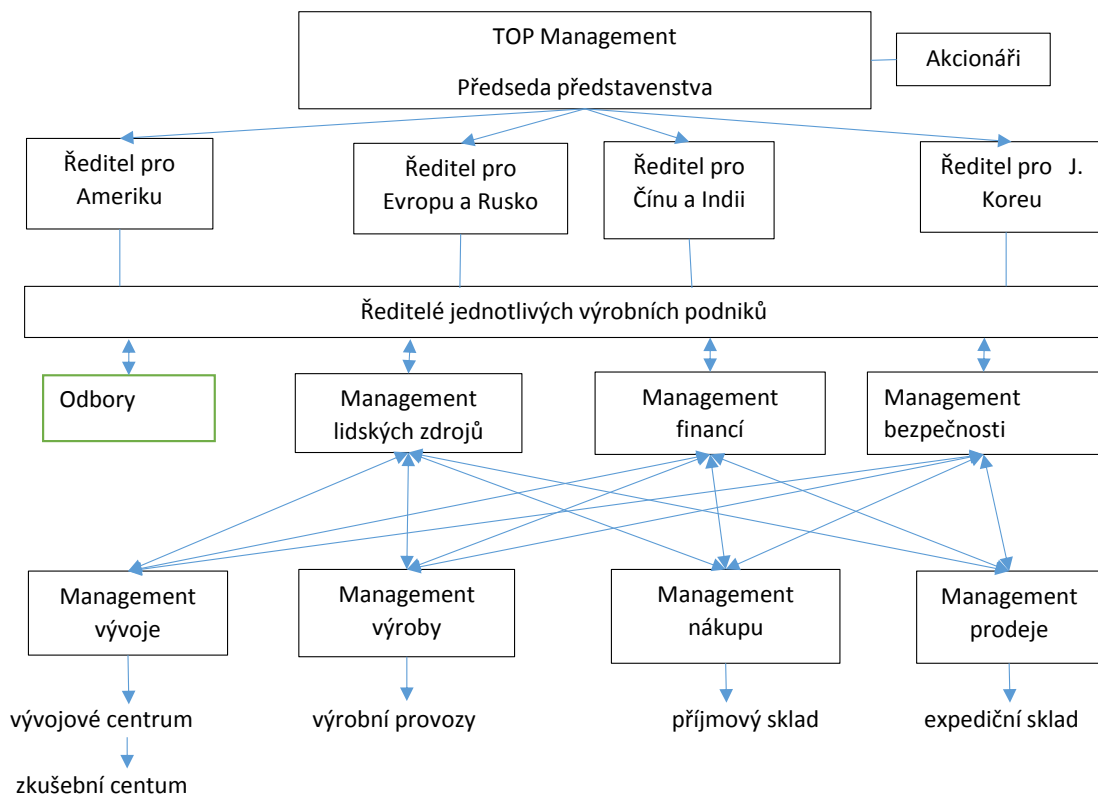 TOP Management
Předseda představenstva
Akcionáři
Ředitel pro
Ameriku
Ředitel pro
Evropu a Rusko
Ředitel pro
Čínu a Indii
Ředitel pro J.
Koreu
Ředitelé jednotlivých výrobních podniků
Odbory
Management
lidských zdrojů
Management
financí
Management
bezpečnosti
Management
vývoje
Management
výroby
Management
nákupu
Management
prodeje
vývojové centrum
výrobní provozy
příjmový sklad
expediční sklad
zkušební centum